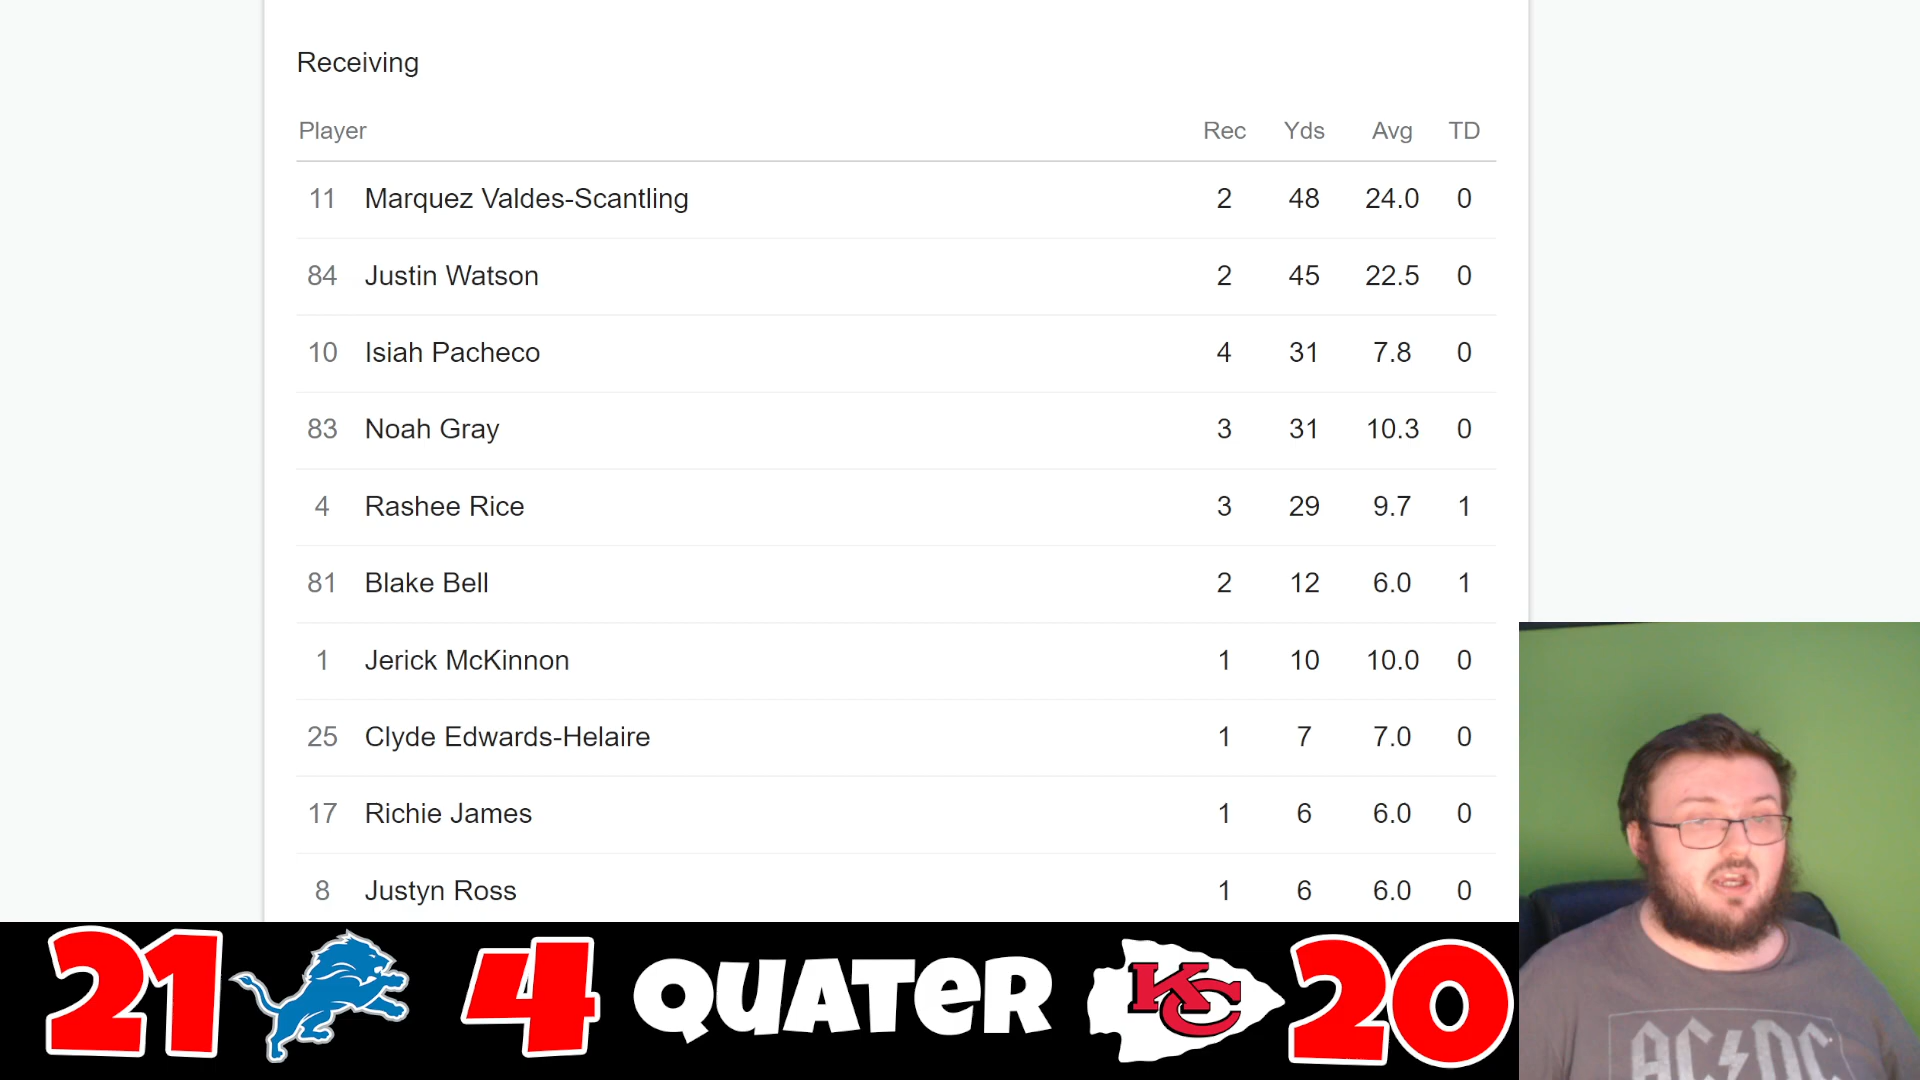 Receiving
Player Rec Yds Avg TD
11 Marquez Valdes-Scantling 2 48 24.0 0
84 Justin Watson 2 45 22.5 0
10 Isiah Pacheco 4 31 7.8 0
83 Noah Gray 3 31 10.3 0
4 Rashee Rice 3 29 9.7 1
81 Blake Bell 2 12 6.0 1
1 Jerick McKinnon 1 10 10.0 0
25 Clyde Edwards-Helaire 1 7 7.0 0
17 Richie James 1 6 6.0 0
8 Justyn Ross 1 6 6.0 0
21 4 QUATER KC 20
AC⚡DC